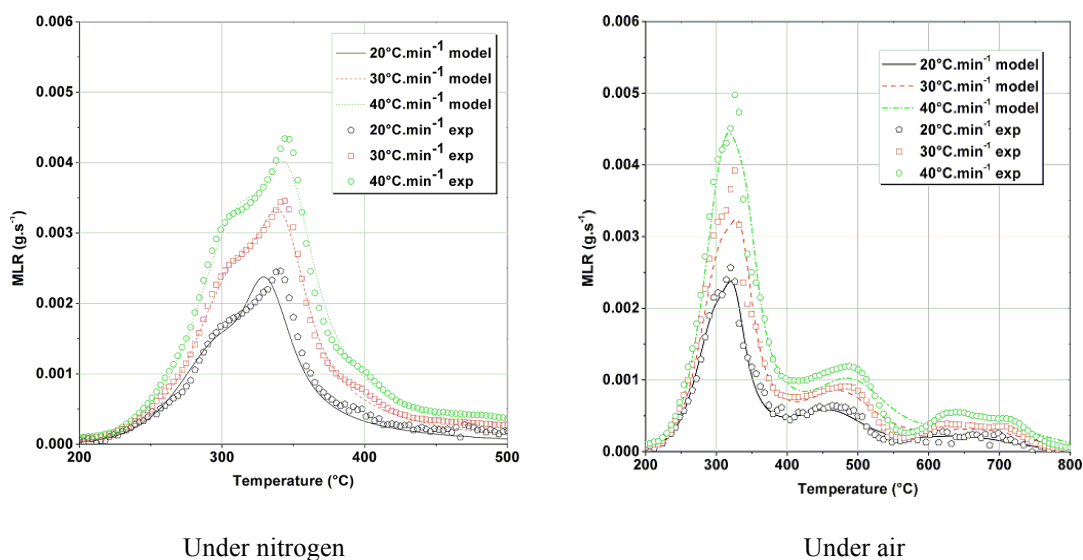 0.006
0.005
0.004
0.003
0.002
0.001
0.000
MLR (g.s⁻¹)
20°C.min⁻¹ model
30°C.min⁻¹ model
40°C.min⁻¹ model
20°C.min⁻¹ exp
30°C.min⁻¹ exp
40°C.min⁻¹ exp
200 300 400 500
Temperature (°C)
Under nitrogen
0.006
0.005
0.004
0.003
0.002
0.001
0.000
MLR (g.s⁻¹)
20°C.min⁻¹ model
30°C.min⁻¹ model
40°C.min⁻¹ model
20°C.min⁻¹ exp
30°C.min⁻¹ exp
40°C.min⁻¹ exp
200 300 400 500 600 700 800
Temperature (°C)
Under air